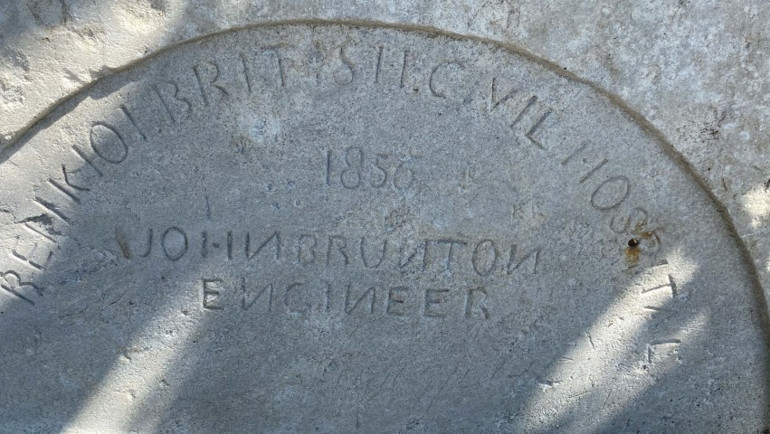 RENKIOI.BRITISH.CIVIL.HOSPITAL
1856
JOHN BRUNTON
ENGINEER